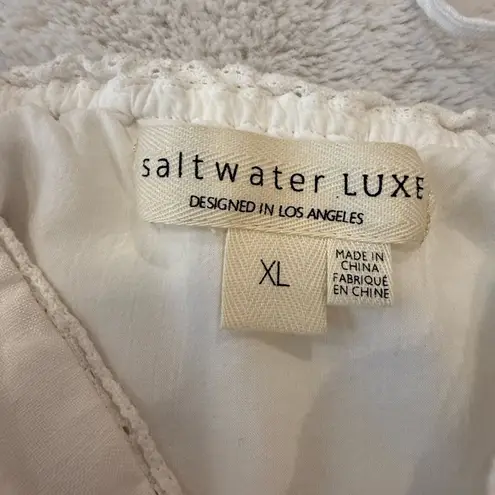 saltwater LUXE
DESIGNED IN LOS ANGELES
XL
MADE IN
CHINA
FABRIQUÉ
EN CHINE